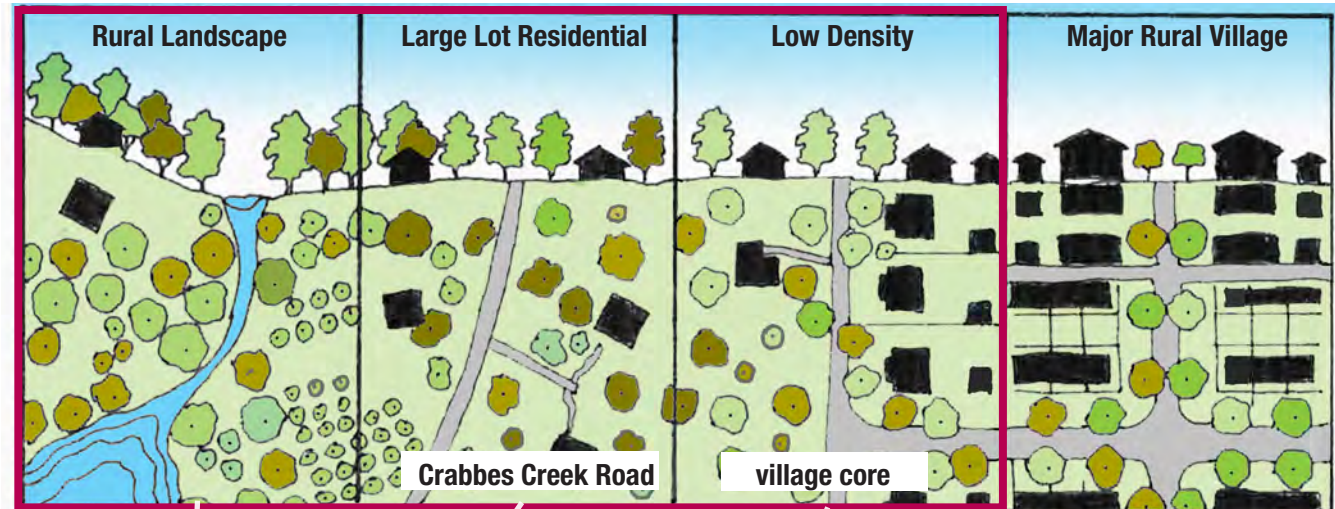 Rural Landscape
Large Lot Residential
Low Density
Major Rural Village
Crabbes Creek Road
village core